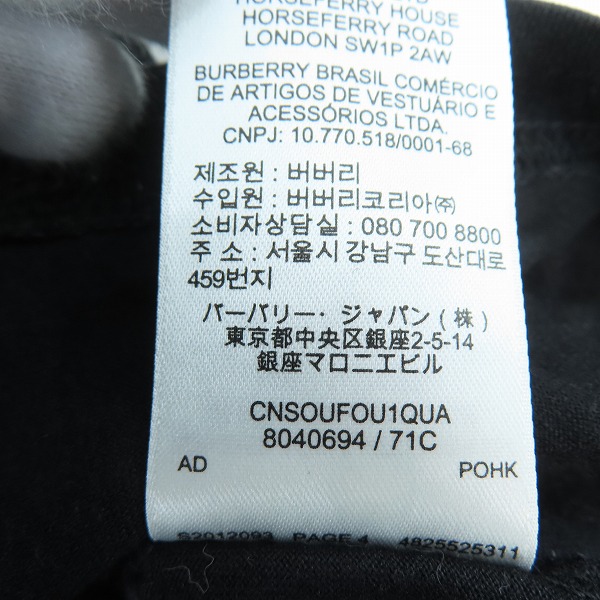 HORSEFERRY HOUSE
HORSEFERRY ROAD
LONDON SW1P 2AW
BURBERRY BRASIL COMÉRCIO
DE ARTIGOS DE VESTUÁRIO E
ACESSÓRIOS LTDA.
CNPJ: 10.770.518/0001-68
제조원 : 버버리
수입원 : 버버리코리아㈜
소비자상담실 : 080 700 8800
주 소 : 서울시 강남구 도산대로
459번지
バーバリー・ジャパン(株)
東京都中央区銀座2-5-14
銀座マロニエビル
CNSOUFOU1QUA
8040694 / 71C
AD POHK
S2012093 PAGE 4 4825525311